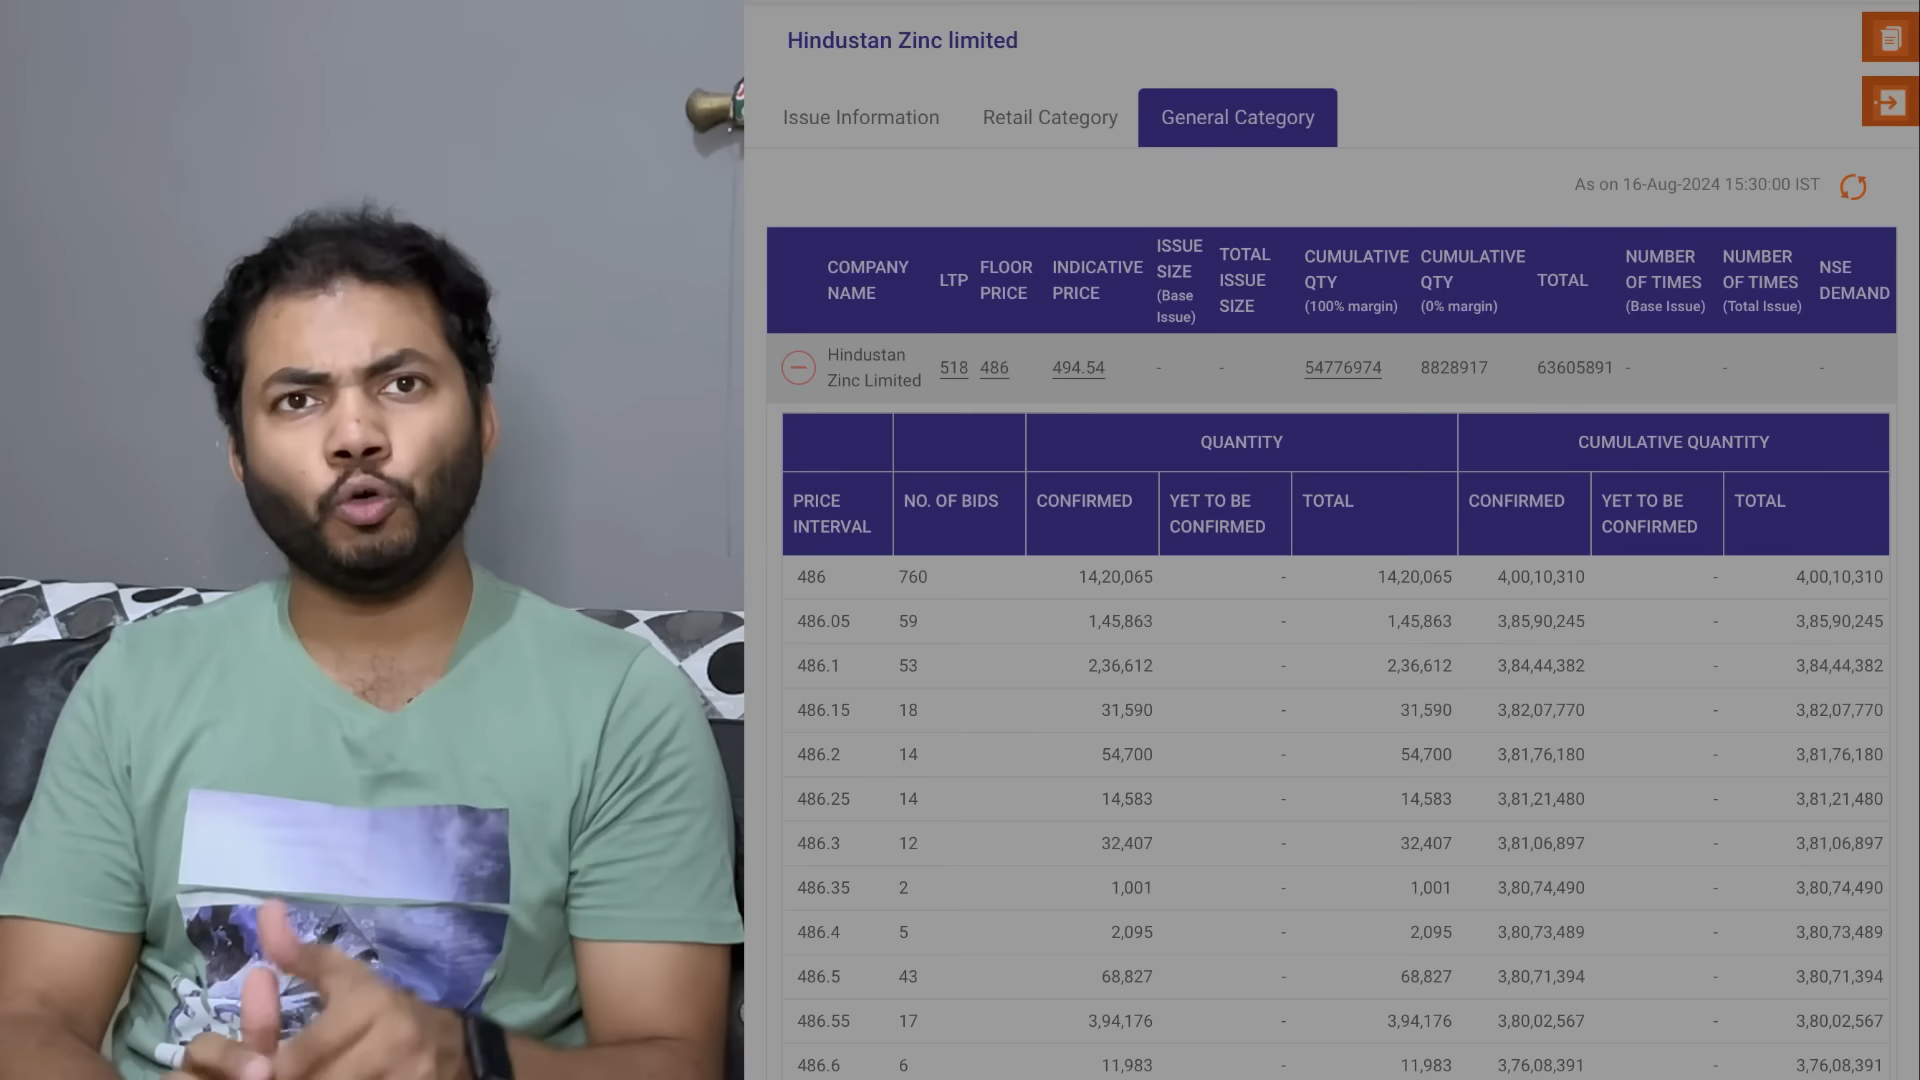 Hindustan Zinc limited
Issue Information Retail Category General Category
As on 16-Aug-2024 15:30:00 IST
COMPANY NAME LTP FLOOR PRICE INDICATIVE PRICE ISSUE SIZE (Base Issue) TOTAL ISSUE SIZE CUMULATIVE QTY (100% margin) CUMULATIVE QTY (0% margin) TOTAL NUMBER OF TIMES (Base Issue) NUMBER OF TIMES (Total Issue) NSE DEMAND
Hindustan Zinc Limited 518 486 494.54 - - 54776974 8828917 63605891 - - -
QUANTITY CUMULATIVE QUANTITY
PRICE INTERVAL NO. OF BIDS CONFIRMED YET TO BE CONFIRMED TOTAL CONFIRMED YET TO BE CONFIRMED TOTAL
486 760 14,20,065 - 14,20,065 4,00,10,310 - 4,00,10,310
486.05 59 1,45,863 - 1,45,863 3,85,90,245 - 3,85,90,245
486.1 53 2,36,612 - 2,36,612 3,84,44,382 - 3,84,44,382
486.15 18 31,590 - 31,590 3,82,07,770 - 3,82,07,770
486.2 14 54,700 - 54,700 3,81,76,180 - 3,81,76,180
486.25 14 14,583 - 14,583 3,81,21,480 - 3,81,21,480
486.3 12 32,407 - 32,407 3,81,06,897 - 3,81,06,897
486.35 2 1,001 - 1,001 3,80,74,490 - 3,80,74,490
486.4 5 2,095 - 2,095 3,80,73,489 - 3,80,73,489
486.5 43 68,827 - 68,827 3,80,71,394 - 3,80,71,394
486.55 17 3,94,176 - 3,94,176 3,80,02,567 - 3,80,02,567
486.6 6 11,983 - 11,983 3,76,08,391 - 3,76,08,391